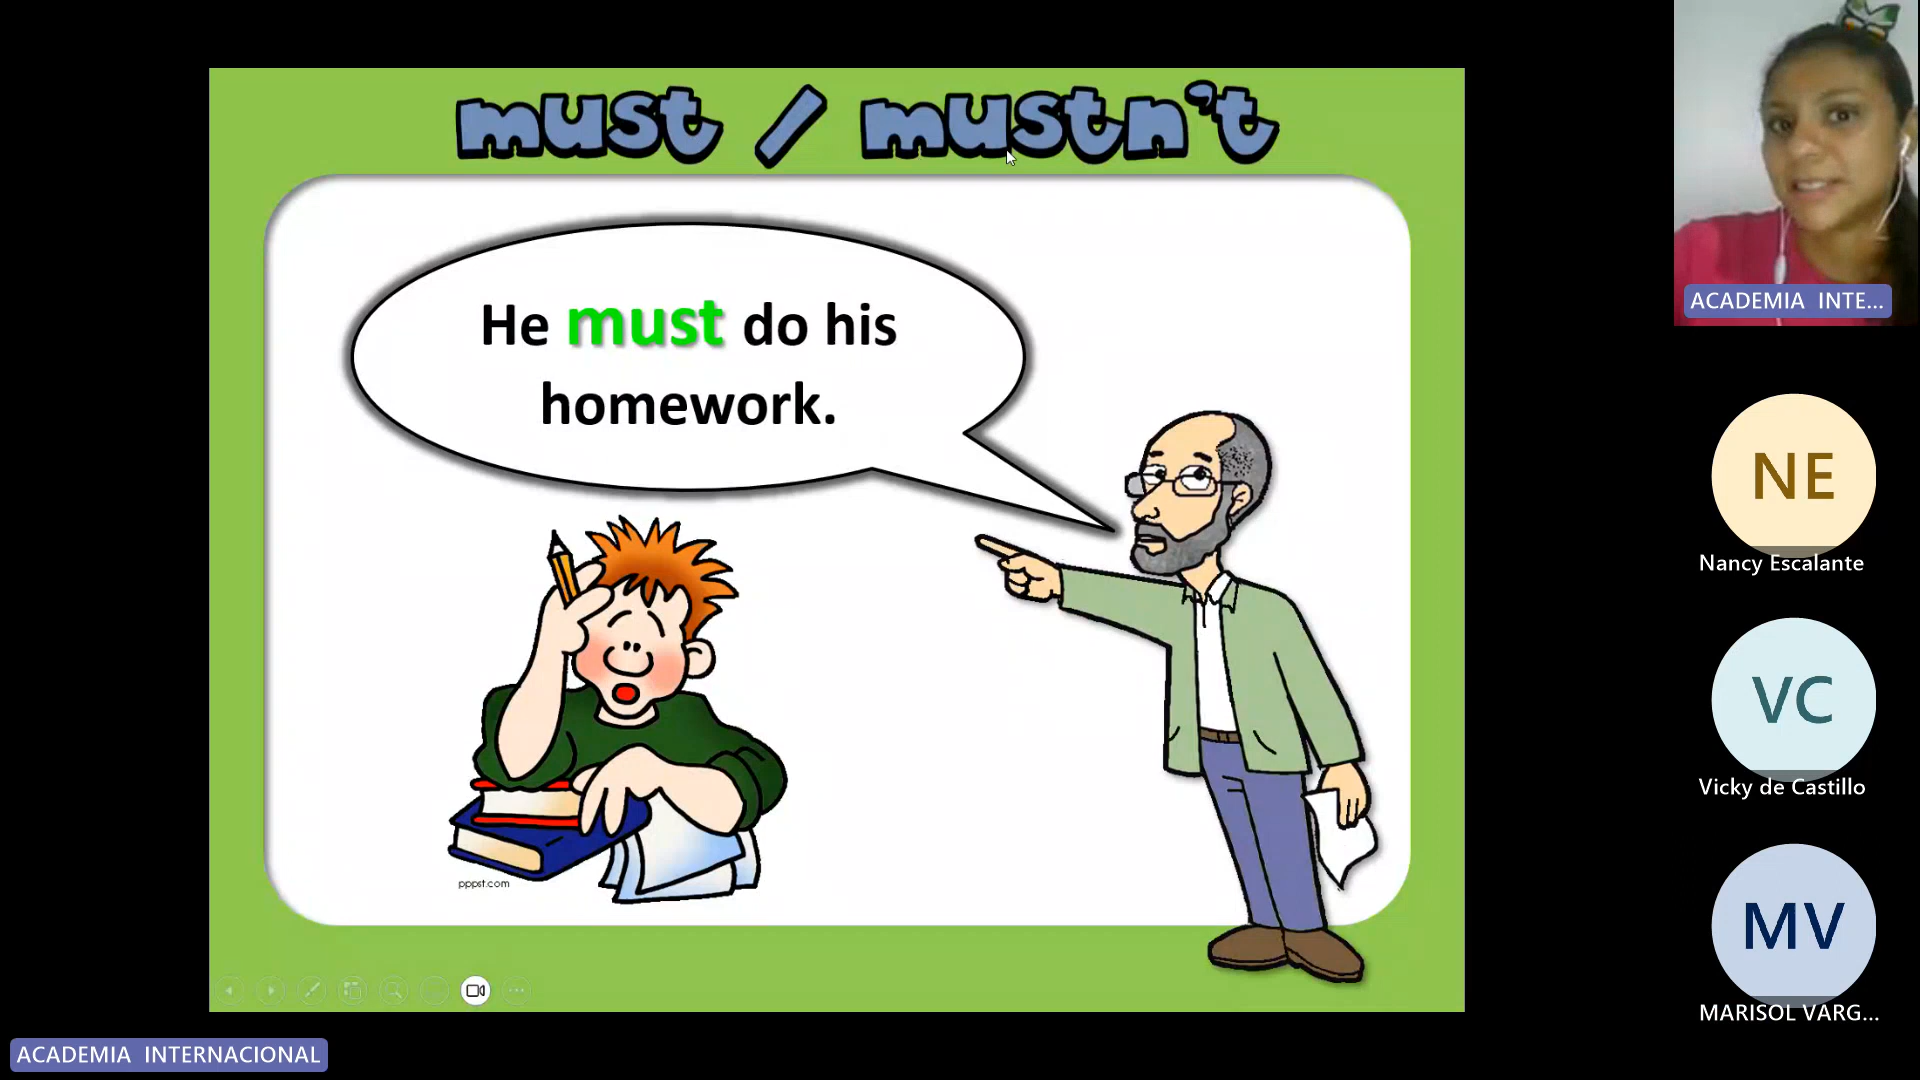 must / mustn't
He must do his
homework.
pppst.com
ACADEMIA INTE...
NE
Nancy Escalante
VC
Vicky de Castillo
MV
MARISOL VARG...
ACADEMIA INTERNACIONAL